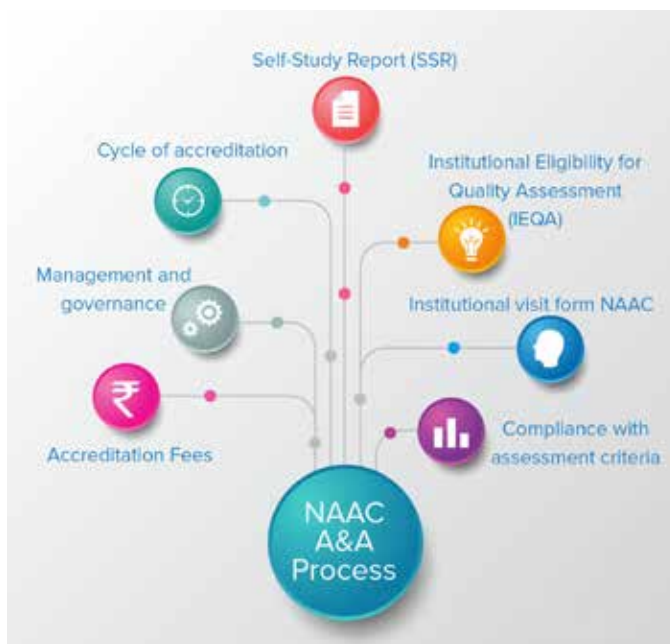 Self-Study Report (SSR)
Cycle of accreditation
Institutional Eligibility for
Quality Assessment
(IEQA)
Management and
governance
Institutional visit form NAAC
₹
Accreditation Fees
Compliance with
assessment criteria
NAAC
A&A
Process